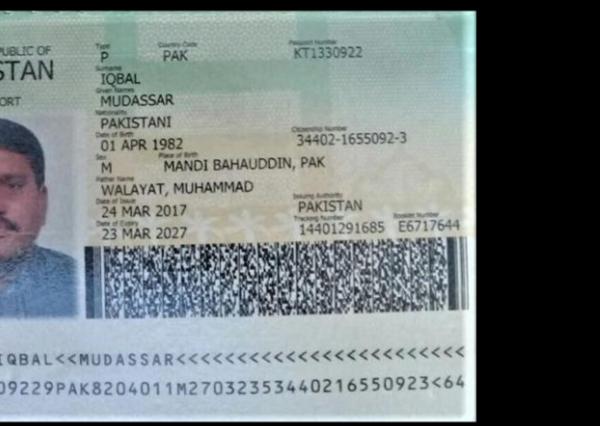 PUBLIC OF
STAN
PORT
Type Country Code Passport Number
P PAK KT1330922
Surname
IQBAL
Given Names
MUDASSAR
Nationality
PAKISTANI
Date of Birth Citizenship Number
01 APR 1982 34402-1655092-3
Sex Place of Birth
M MANDI BAHAUDDIN, PAK
Father Name
WALAYAT, MUHAMMAD
Date of Issue Issuing Authority
24 MAR 2017 PAKISTAN
Date of Expiry Tracking Number Booklet Number
23 MAR 2027 14401291685 E6717644
IQBAL<<MUDASSAR<<<<<<<<<<<<<<<<<<<<<<<<<
09229PAK8204011M27032353440216550923<64